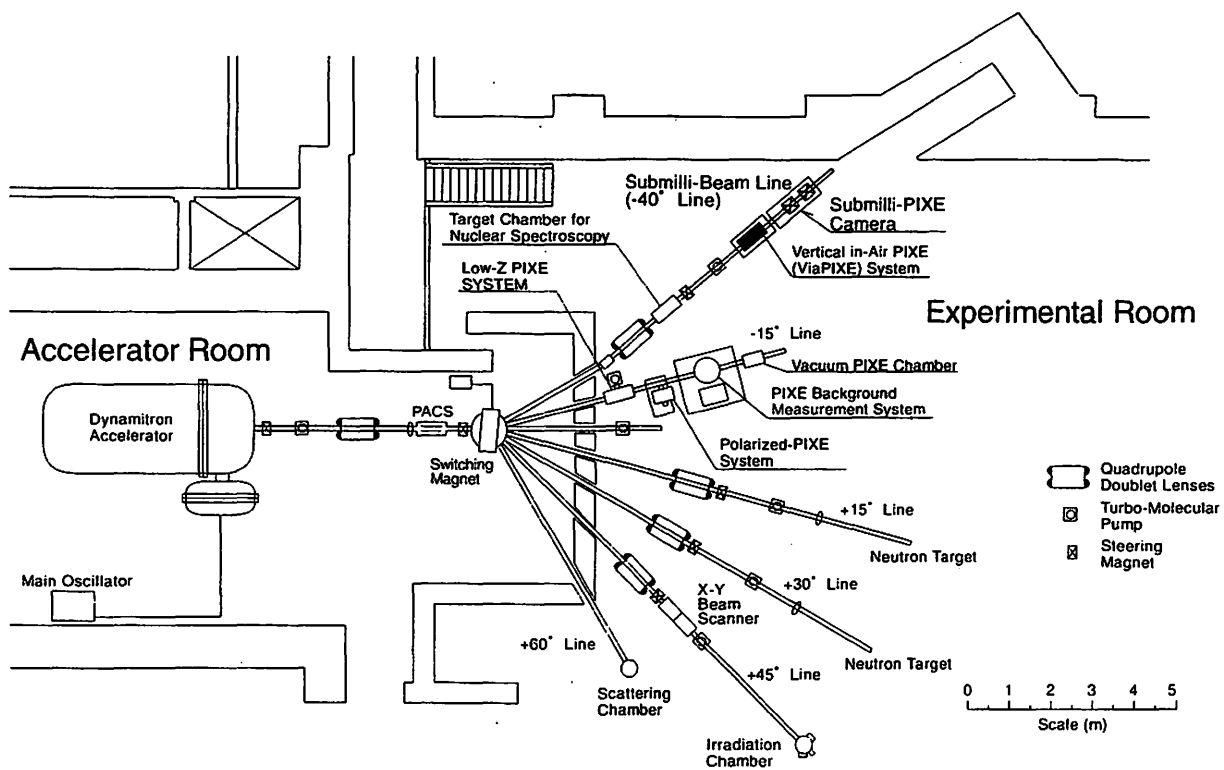 Submilli-Beam Line
(-40° Line)
Submilli-PIXE
Camera
Target Chamber for
Nuclear Spectroscopy
Vertical in-Air PIXE
(ViaPIXE) System
Low-Z PIXE
SYSTEM
Experimental Room
-15° Line
Accelerator Room
Vacuum PIXE Chamber
PIXE Background
Measurement System
Dynamitron
Accelerator
PACS
Switching
Magnet
Polarized-PIXE
System
Quadrupole
Doublet Lenses
Turbo-Molecular
Pump
Steering
Magnet
+15° Line
Neutron Target
Main Oscillator
X-Y
Beam
Scanner
+30° Line
Neutron Target
+60° Line
+45° Line
Scattering
Chamber
Irradiation
Chamber
0 1 2 3 4 5
Scale (m)